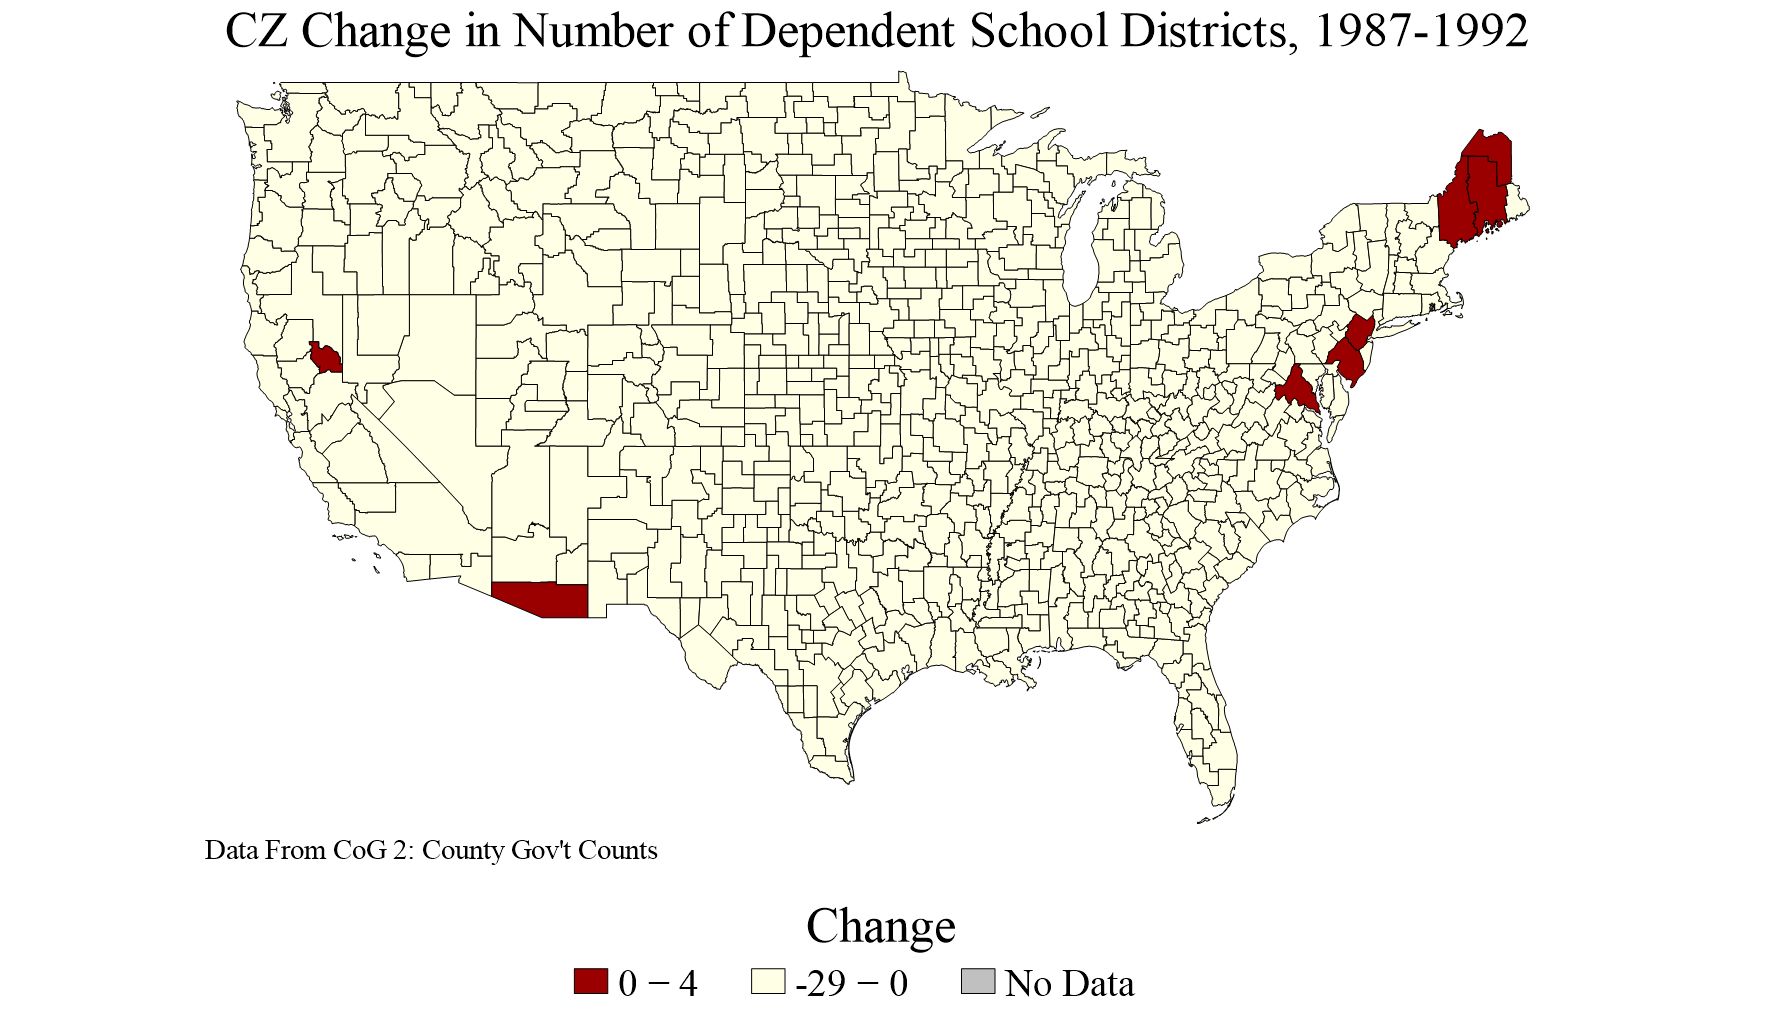 CZ Change in Number of Dependent School Districts, 1987-1992
Data From CoG 2: County Gov't Counts
Change
0 − 4
-29 − 0
No Data